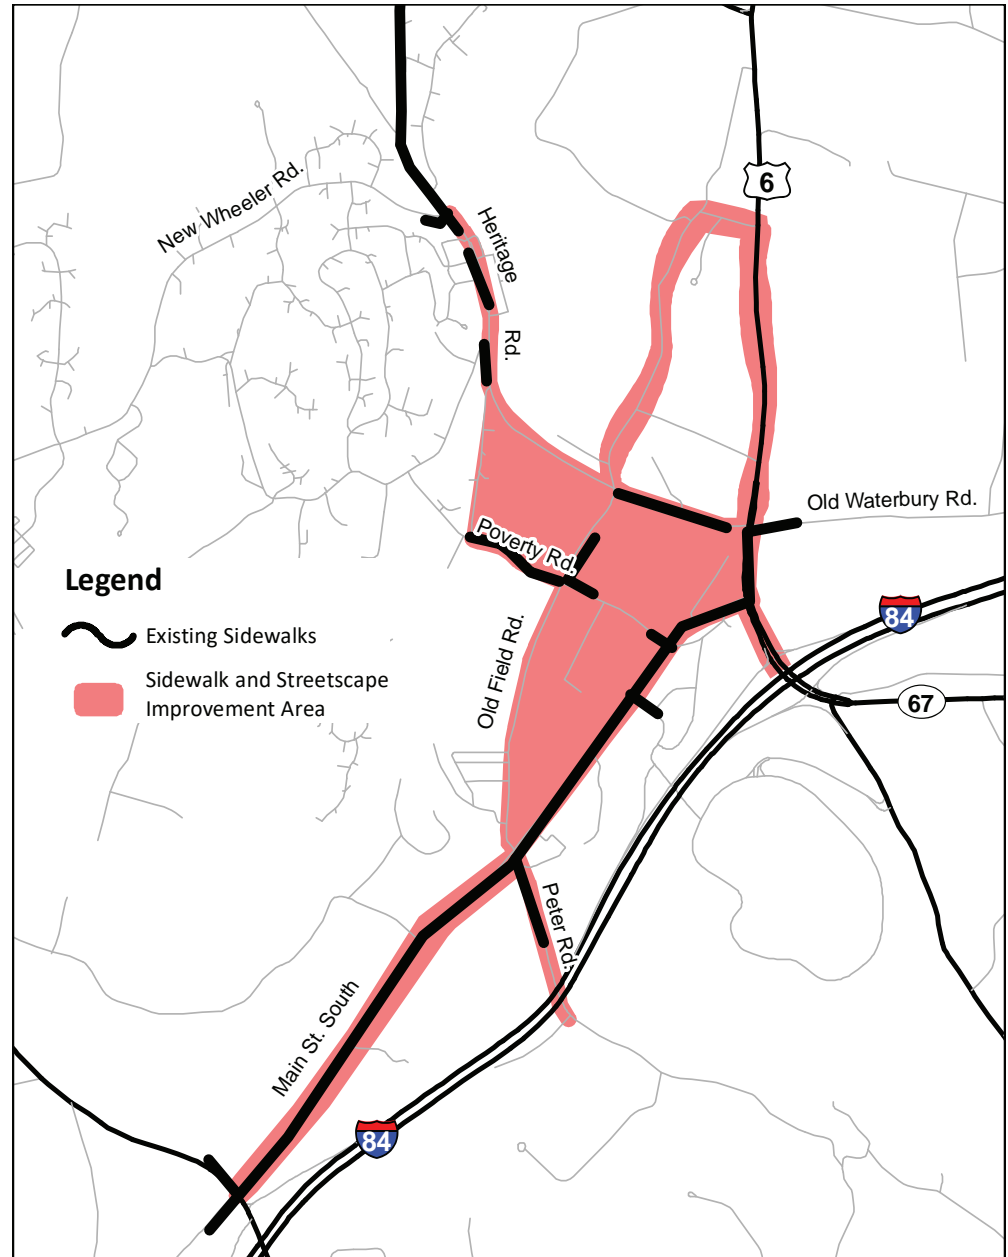 6
New Wheeler Rd.
Heritage
Rd.
Old Waterbury Rd.
Poverty Rd.
Legend
84
Existing Sidewalks
Old Field Rd.
Sidewalk and Streetscape
Improvement Area
67
Peter Rd.
Main St. South
84